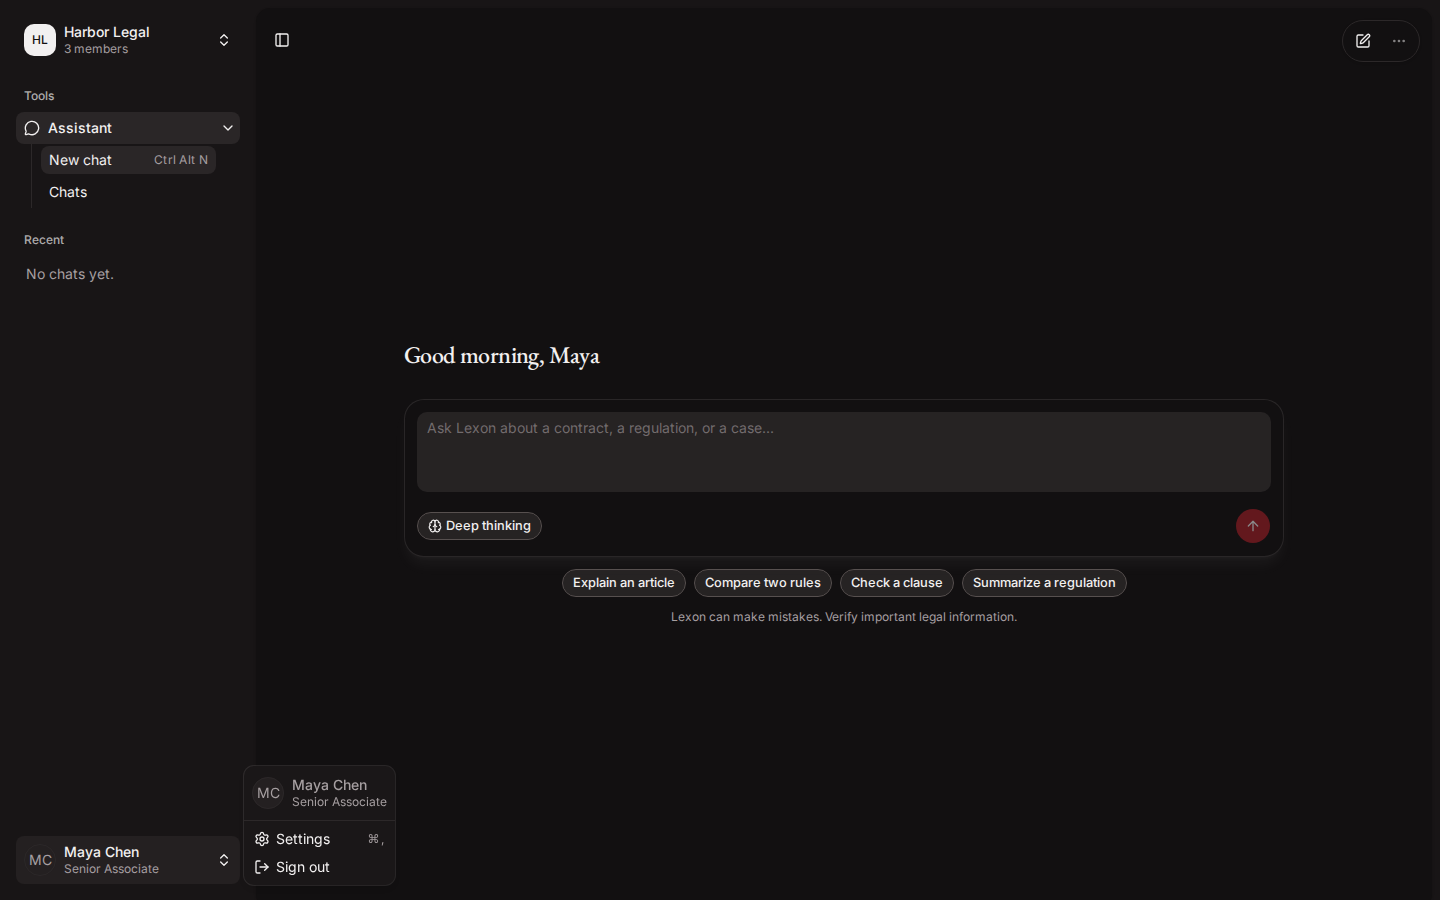 HL
Harbor Legal
3 members
Tools
Assistant
New chat Ctrl Alt N
Chats
Recent
No chats yet.
Good morning, Maya
Ask Lexon about a contract, a regulation, or a case...
Deep thinking
Explain an article
Compare two rules
Check a clause
Summarize a regulation
Lexon can make mistakes. Verify important legal information.
MC
Maya Chen
Senior Associate
Settings ⌘,
Sign out
MC
Maya Chen
Senior Associate